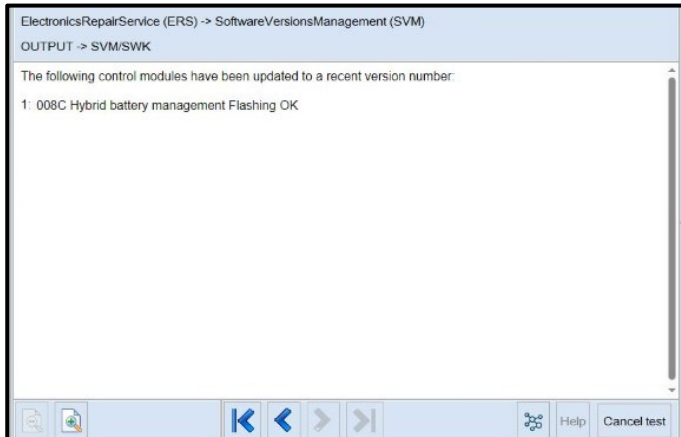 ElectronicsRepairService (ERS) -> SoftwareVersionsManagement (SVM)
OUTPUT -> SVM/SWK
The following control modules have been updated to a recent version number:
1: 008C Hybrid battery management Flashing OK
Help
Cancel test